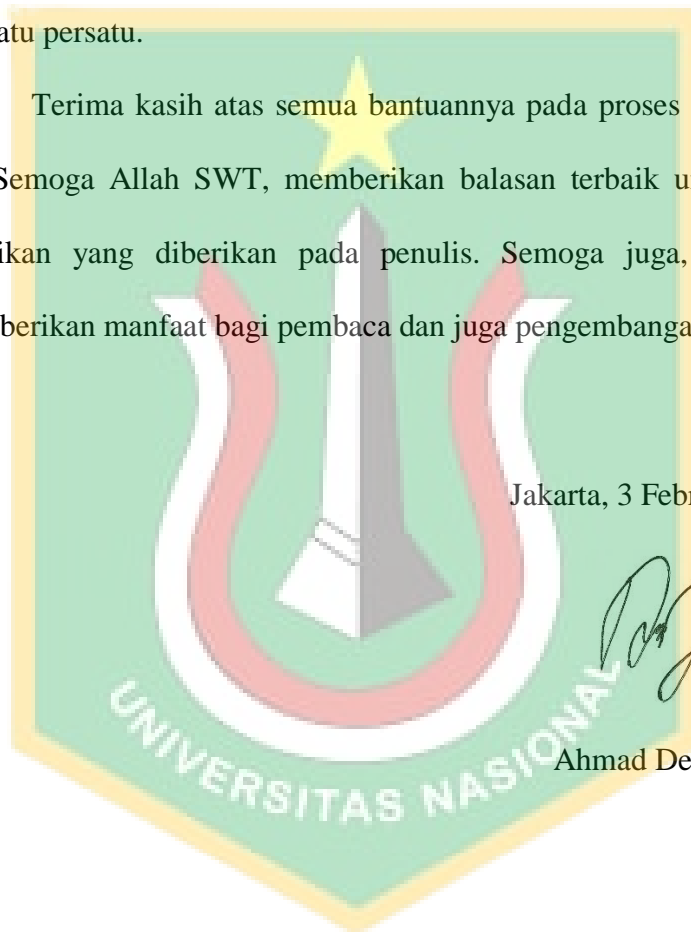 atu persatu.
Terima kasih atas semua bantuannya pada proses
Semoga Allah SWT, memberikan balasan terbaik u
ikan yang diberikan pada penulis. Semoga juga,
berikan manfaat bagi pembaca dan juga pengembanga
Jakarta, 3 Febr
Ahmad De
UNIVERSITAS NASIONAL